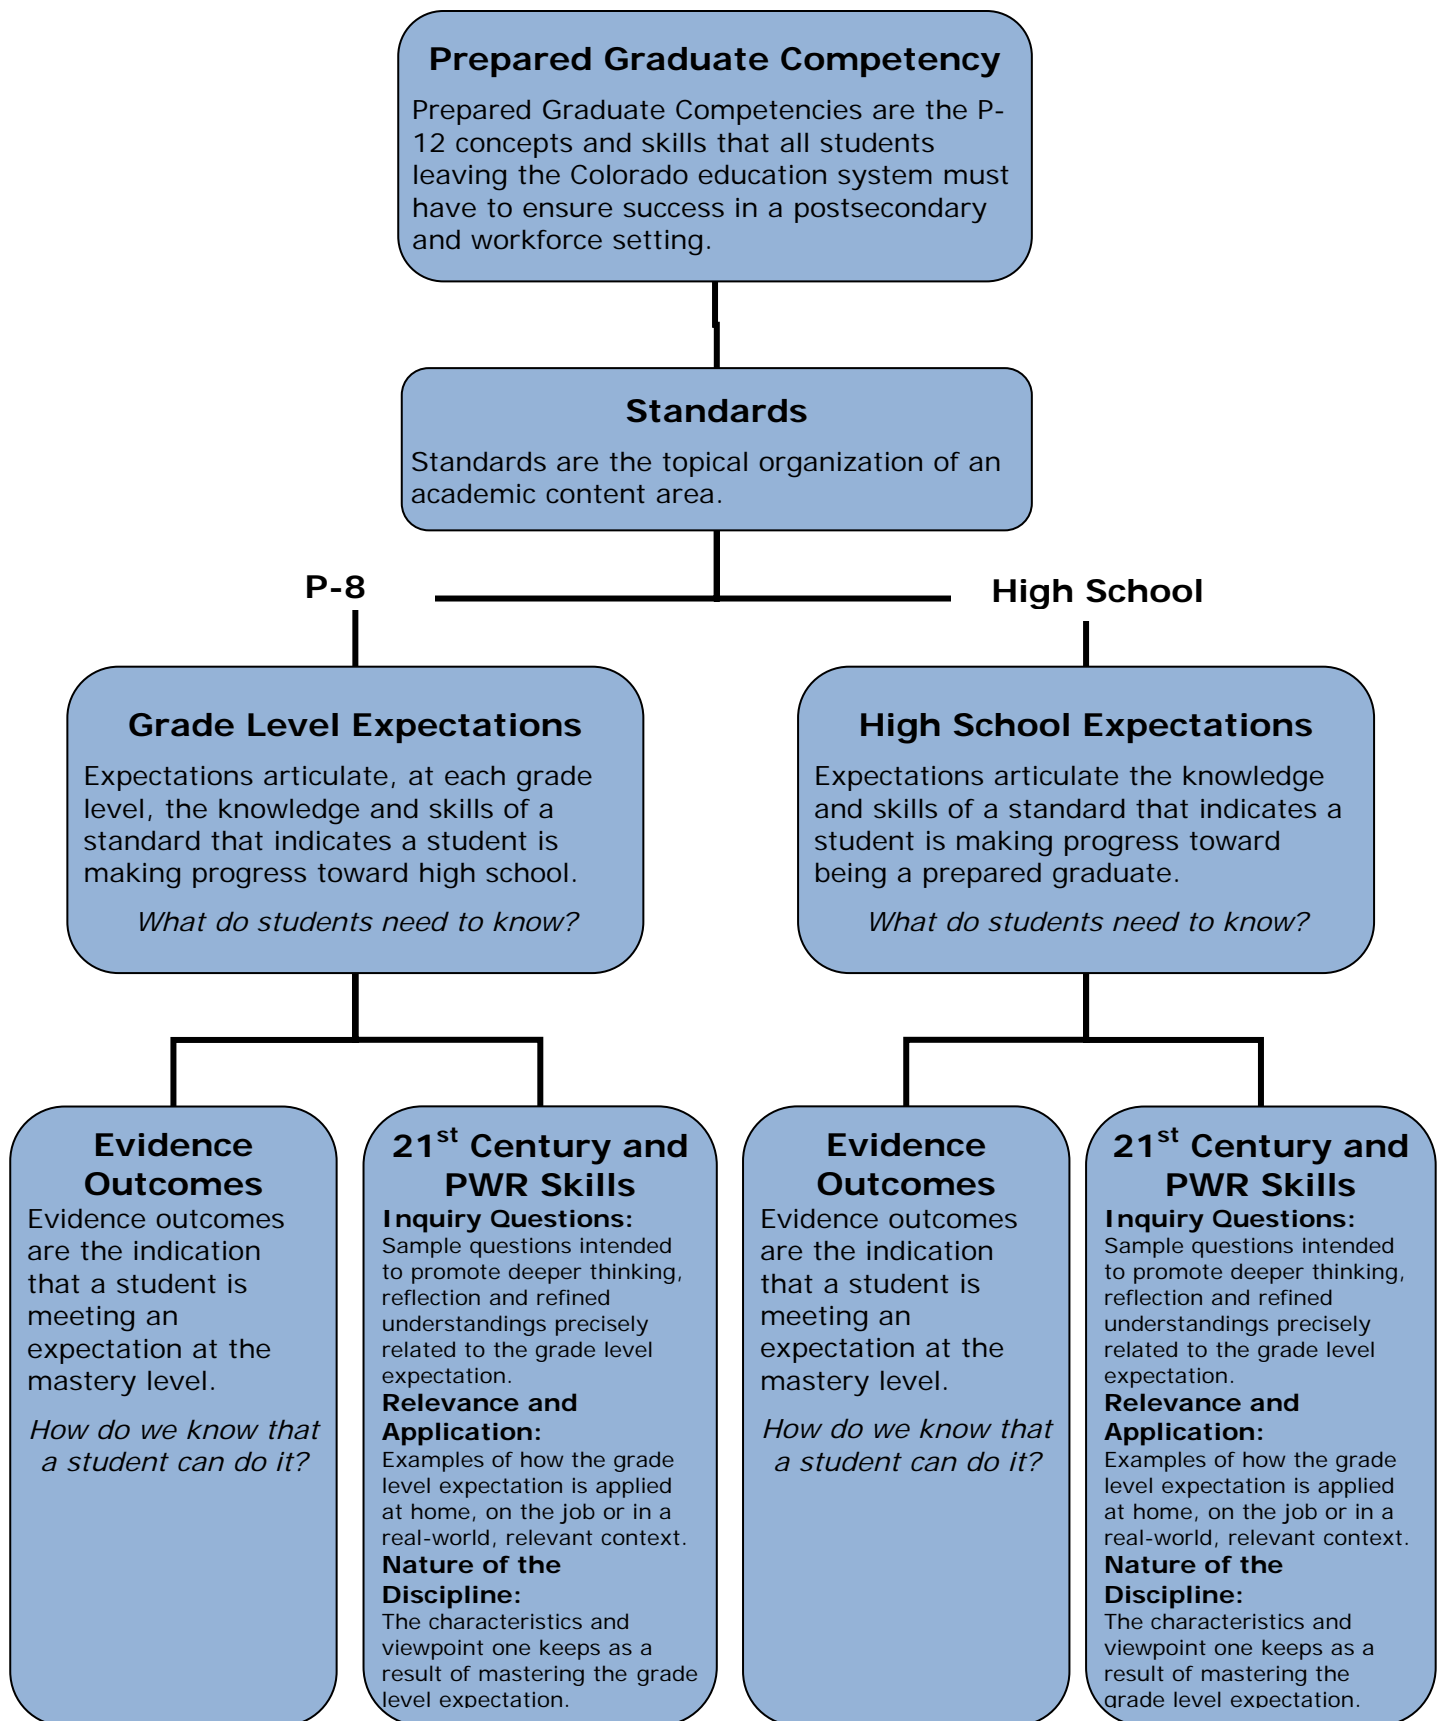 Prepared Graduate Competency
Prepared Graduate Competencies are the P-
12 concepts and skills that all students
leaving the Colorado education system must
have to ensure success in a postsecondary
and workforce setting.
Standards
Standards are the topical organization of an
academic content area.
P-8
High School
Grade Level Expectations
Expectations articulate, at each grade
level, the knowledge and skills of a
standard that indicates a student is
making progress toward high school.
What do students need to know?
High School Expectations
Expectations articulate the knowledge
and skills of a standard that indicates a
student is making progress toward
being a prepared graduate.
What do students need to know?
Evidence
Outcomes
Evidence outcomes
are the indication
that a student is
meeting an
expectation at the
mastery level.
How do we know that
a student can do it?
21st Century and
PWR Skills
Inquiry Questions:
Sample questions intended
to promote deeper thinking,
reflection and refined
understandings precisely
related to the grade level
expectation.
Relevance and
Application:
Examples of how the grade
level expectation is applied
at home, on the job or in a
real-world, relevant context.
Nature of the
Discipline:
The characteristics and
viewpoint one keeps as a
result of mastering the grade
level expectation.
Evidence
Outcomes
Evidence outcomes
are the indication
that a student is
meeting an
expectation at the
mastery level.
How do we know that
a student can do it?
21st Century and
PWR Skills
Inquiry Questions:
Sample questions intended
to promote deeper thinking,
reflection and refined
understandings precisely
related to the grade level
expectation.
Relevance and
Application:
Examples of how the grade
level expectation is applied
at home, on the job or in a
real-world, relevant context.
Nature of the
Discipline:
The characteristics and
viewpoint one keeps as a
result of mastering the
grade level expectation.